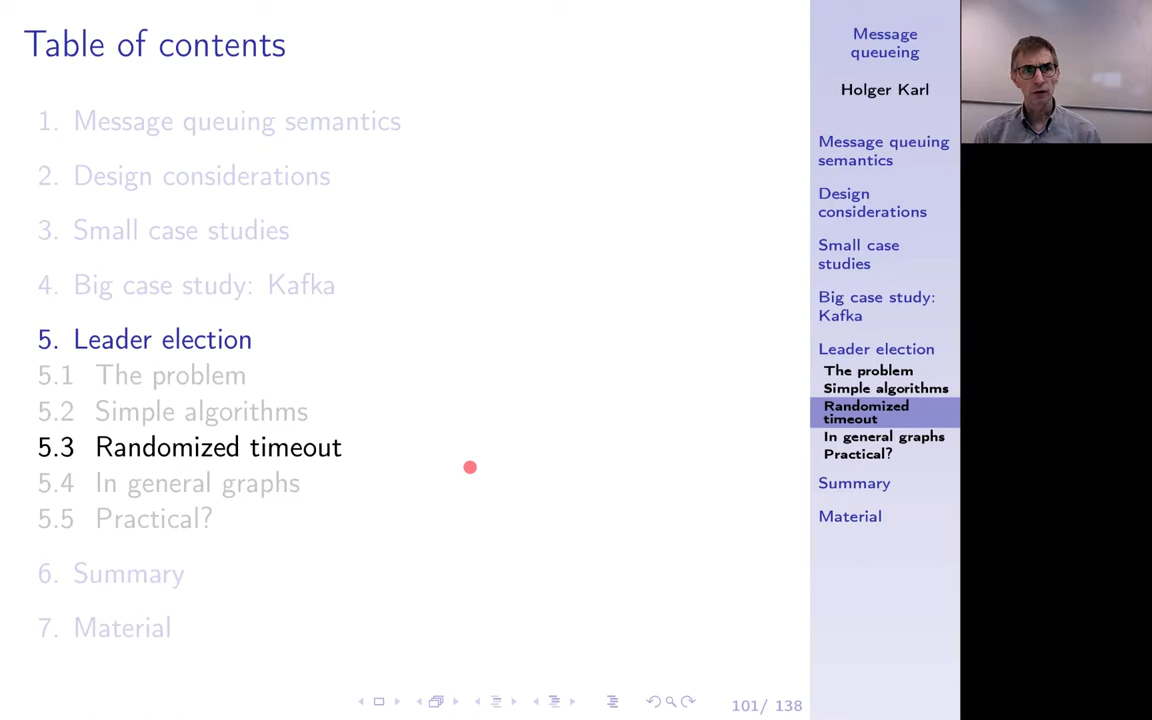 Table of contents
1. Message queuing semantics
2. Design considerations
3. Small case studies
4. Big case study: Kafka
5. Leader election
5.1 The problem
5.2 Simple algorithms
5.3 Randomized timeout
5.4 In general graphs
5.5 Practical?
6. Summary
7. Material
101/ 138
Message
queueing
Holger Karl
Message queuing
semantics
Design
considerations
Small case
studies
Big case study:
Kafka
Leader election
The problem
Simple algorithms
Randomized
timeout
In general graphs
Practical?
Summary
Material